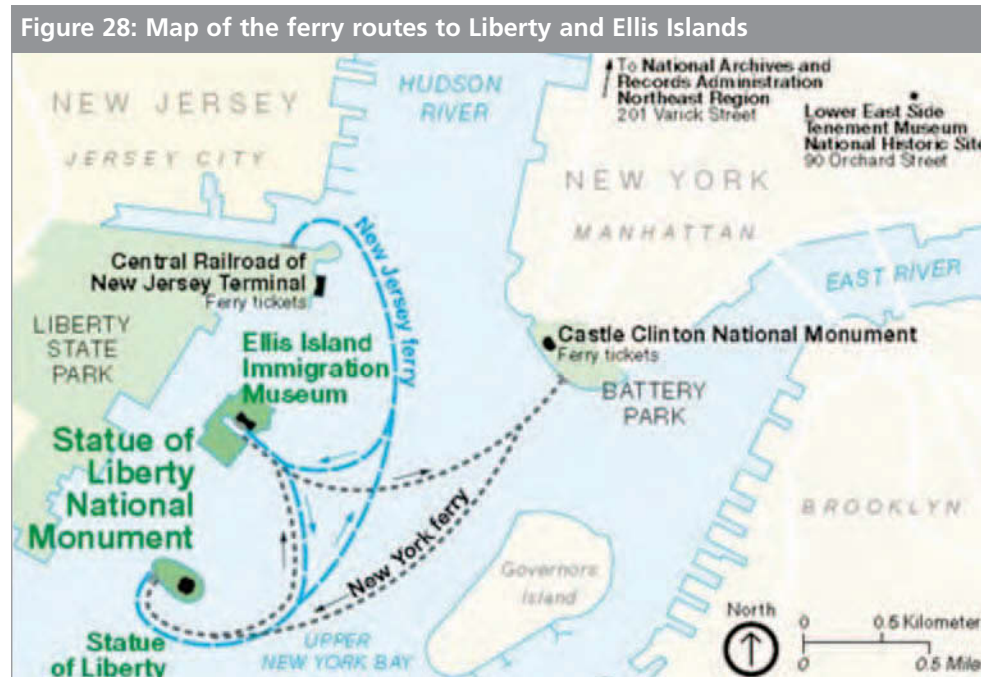 Figure 28: Map of the ferry routes to Liberty and Ellis Islands
NEW JERSEY
JERSEY CITY
HUDSON
RIVER
To National Archives and
Records Administration
Northeast Region
201 Varick Street
Lower East Side
Tenement Museum
National Historic Site
90 Orchard Street
NEW YORK
MANHATTAN
EAST RIVER
New Jersey ferry
Central Railroad of
New Jersey Terminal
Ferry tickets
LIBERTY
STATE
PARK
Ellis Island
Immigration
Museum
Castle Clinton National Monument
Ferry tickets
BATTERY
PARK
Statue of
Liberty
National
Monument
BROOKLYN
New York ferry
Governors
Island
Statue
of Liberty
UPPER
NEW YORK BAY
North
0 0.5 Kilometer
0 0.5 Mile